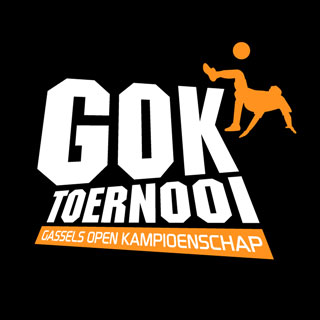 GOK
TOERNOOI
GASSELS OPEN KAMPIOENSCHAP